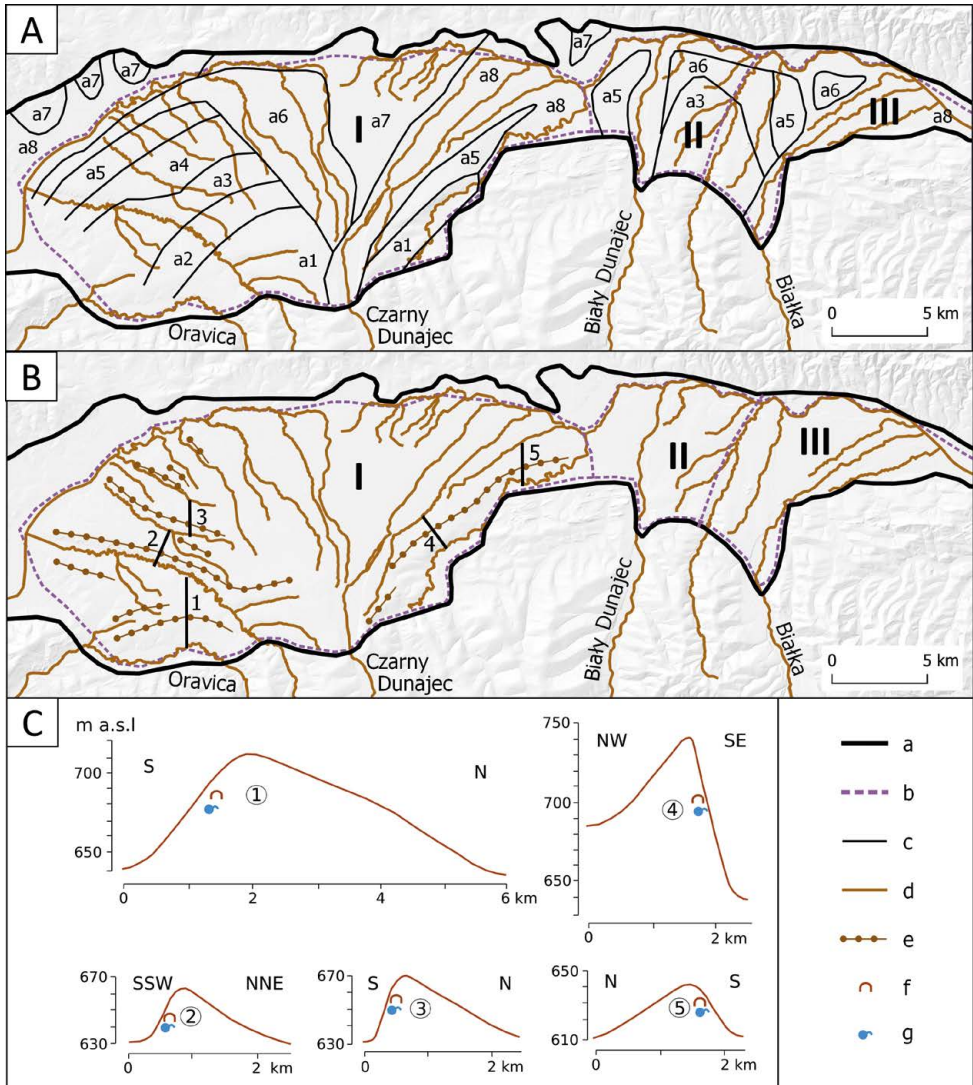 A
a7
a7
a7
a8
a6
a7
a8
a8
a5
a6
a3
a5
a6
a8
a5
a4
a3
a5
a2
a1
a1
I
II
III
Oravica
Czarny
Dunajec
Biały Dunajec
Białka
0 5 km
B
I
II
III
1
2
3
4
5
Oravica
Czarny
Dunajec
Biały Dunajec
Białka
0 5 km
C
m a.s.l
S N
700
650
1
0 2 4 6 km
750
NW SE
700
650
4
0 2 km
670
SSW NNE
630
2
0 2 km
670
S N
630
3
0 2 km
650
N S
610
5
0 2 km
a
b
c
d
e
f
g